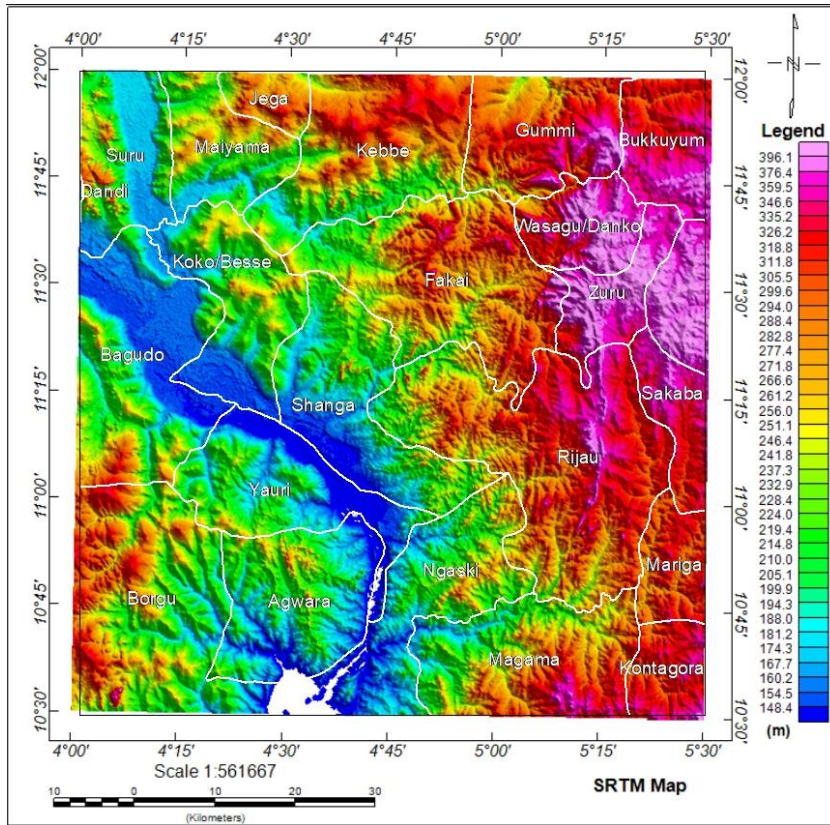 4°00' 4°15' 4°30' 4°45' 5°00' 5°15' 5°30'
12°00' 12°00'
N
Jega
Gummi
Bukkuyum
Legend
Maiyama
Kebbe
Suru
396.1
376.4
359.5
346.6
335.2
326.8
318.8
311.8
305.5
299.6
294.0
288.4
282.8
277.4
271.8
266.6
261.2
256.0
251.1
246.4
241.8
237.3
232.9
228.4
224.0
219.4
214.8
210.0
205.1
199.9
194.3
188.0
181.2
174.3
167.7
160.2
154.5
148.4
(m)
11°45' 11°45'
Dandi
Wasagu/Danko
Koko/Besse
Fakai
Zuru
11°30' 11°30'
Bagudo
Sakaba
11°15' 11°15'
Shanga
Rijau
Yauri
11°00' 11°00'
Ngaski
Mariga
Borgu
Agwara
10°45' 10°45'
Magama
Kontagora
10°30' 10°30'
4°00' 4°15' 4°30' 4°45' 5°00' 5°15' 5°30'
Scale 1:561667
SRTM Map
10 0 10 20 30
(Kilometers)